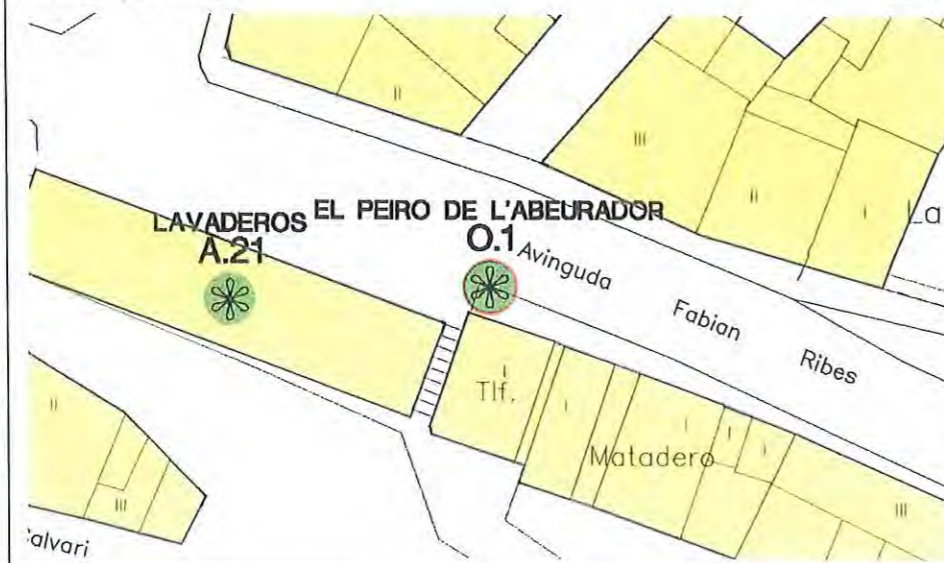 II
III
II
I
La
LAVADEROS
A.21
EL PEIRO DE L'ABEURADOR
O.1
Avinguda Fabian Ribes
I
Tlf.
I
Matadero
I
I
I
III
II
III
alvari